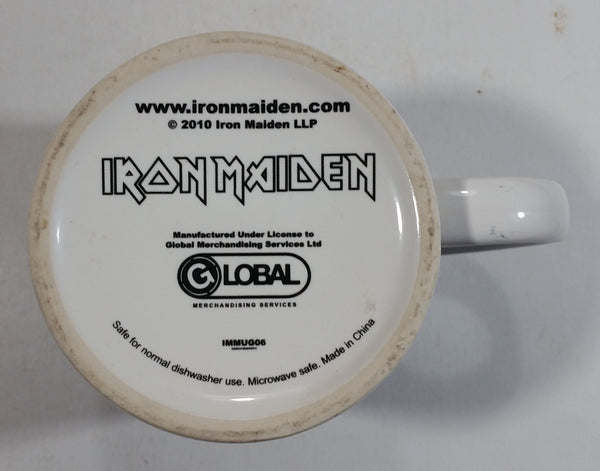 www.ironmaiden.com
© 2010 Iron Maiden LLP
IRON MAIDEN
Manufactured Under License to
Global Merchandising Services Ltd
GLOBAL
MERCHANDISING SERVICES
IMMUG06
Safe for normal dishwasher use. Microwave safe. Made in China